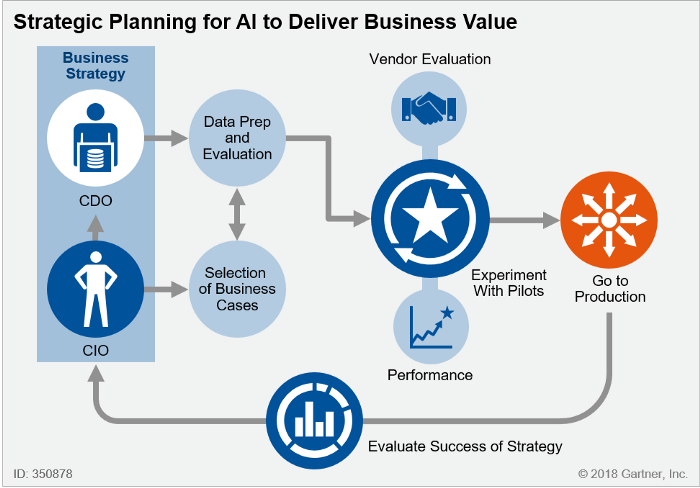 Strategic Planning for AI to Deliver Business Value
Business
Strategy
CDO
CIO
Data Prep
and
Evaluation
Selection
of Business
Cases
Vendor Evaluation
Experiment
With Pilots
Performance
Go to
Production
Evaluate Success of Strategy
ID: 350878
© 2018 Gartner, Inc.